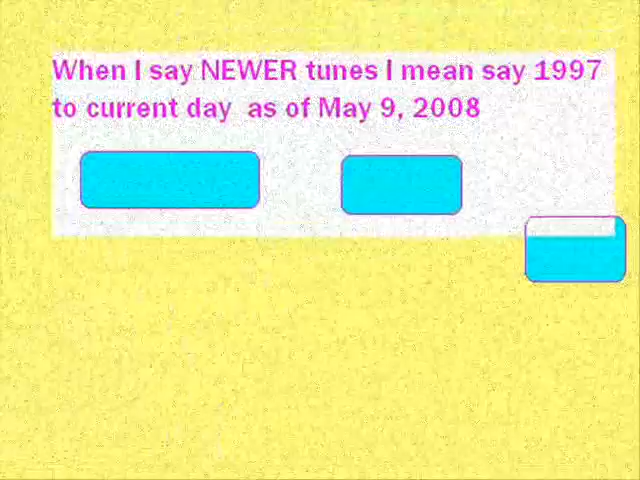 When I say NEWER tunes I mean say 1997
to current day as of May 9, 2008